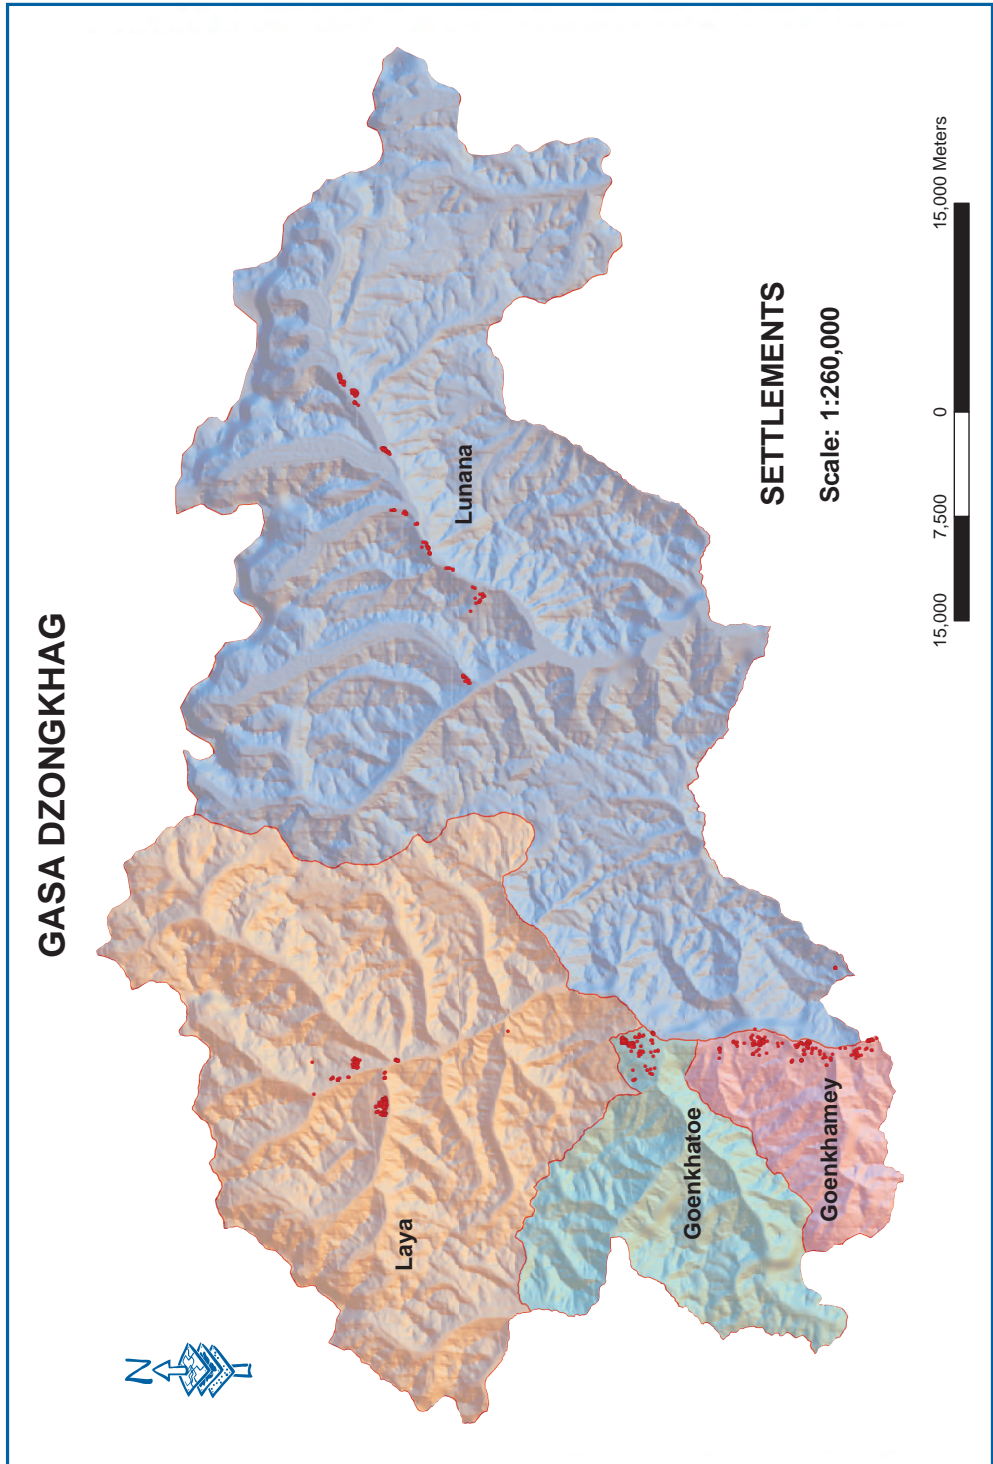 GASA DZONGKHAG
N
Laya
Lunana
Goenkhatoe
Goenkhamey
SETTLEMENTS
Scale: 1:260,000
15,000 7,500 0 15,000 Meters